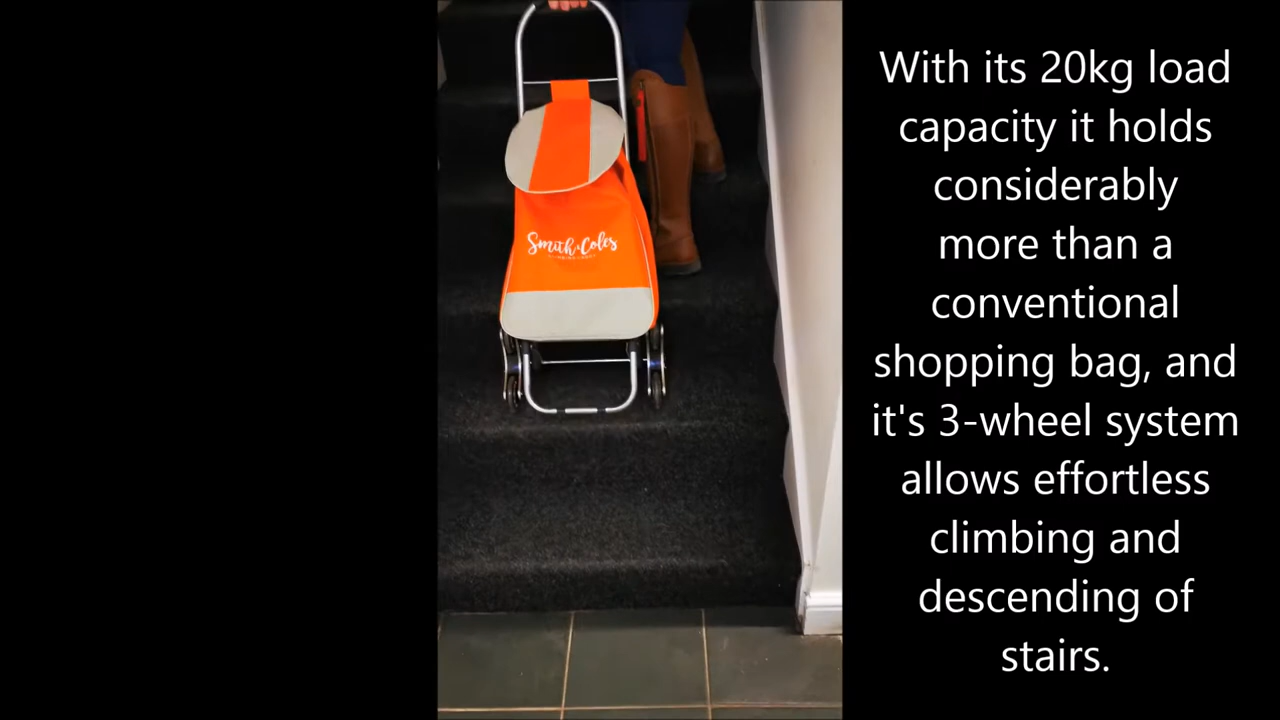 Smith & Coles
With its 20kg load
capacity it holds
considerably
more than a
conventional
shopping bag, and
it's 3-wheel system
allows effortless
climbing and
descending of
stairs.